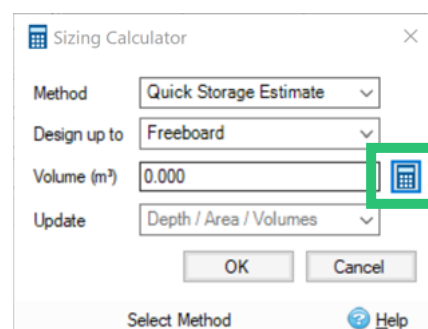 Sizing Calculator
Method Quick Storage Estimate
Design up to Freeboard
Volume (m³) 0.000
Update Depth / Area / Volumes
OK Cancel
Select Method Help